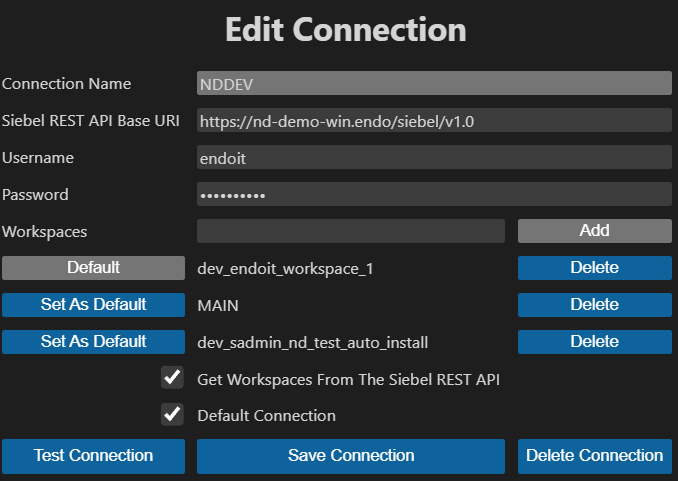 Edit Connection
Connection Name NDDEV
Siebel REST API Base URI https://nd-demo-win.endo/siebel/v1.0
Username endoit
Password ••••••••••
Workspaces Add
Default dev_endoit_workspace_1 Delete
Set As Default MAIN Delete
Set As Default dev_sadmin_nd_test_auto_install Delete
Get Workspaces From The Siebel REST API
Default Connection
Test Connection Save Connection Delete Connection